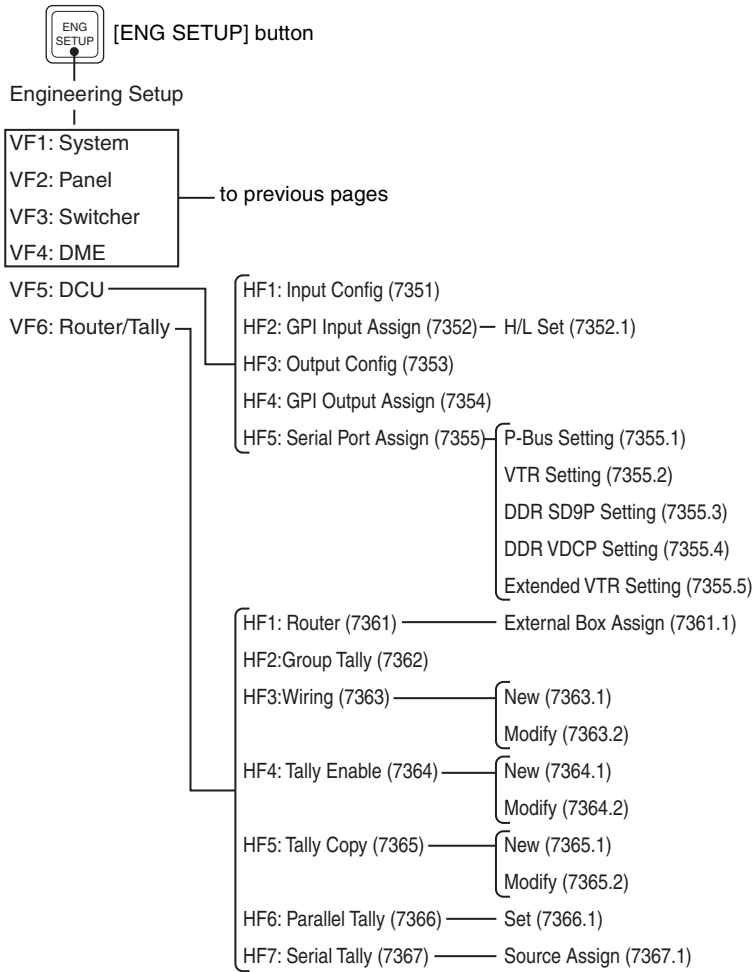 ENG
SETUP
[ENG SETUP] button
Engineering Setup
VF1: System
VF2: Panel
VF3: Switcher
VF4: DME
to previous pages
VF5: DCU
HF1: Input Config (7351)
VF6: Router/Tally
HF2: GPI Input Assign (7352)
H/L Set (7352.1)
HF3: Output Config (7353)
HF4: GPI Output Assign (7354)
HF5: Serial Port Assign (7355)
P-Bus Setting (7355.1)
VTR Setting (7355.2)
DDR SD9P Setting (7355.3)
DDR VDCP Setting (7355.4)
Extended VTR Setting (7355.5)
HF1: Router (7361)
External Box Assign (7361.1)
HF2:Group Tally (7362)
HF3:Wiring (7363)
New (7363.1)
Modify (7363.2)
HF4: Tally Enable (7364)
New (7364.1)
Modify (7364.2)
HF5: Tally Copy (7365)
New (7365.1)
Modify (7365.2)
HF6: Parallel Tally (7366)
Set (7366.1)
HF7: Serial Tally (7367)
Source Assign (7367.1)